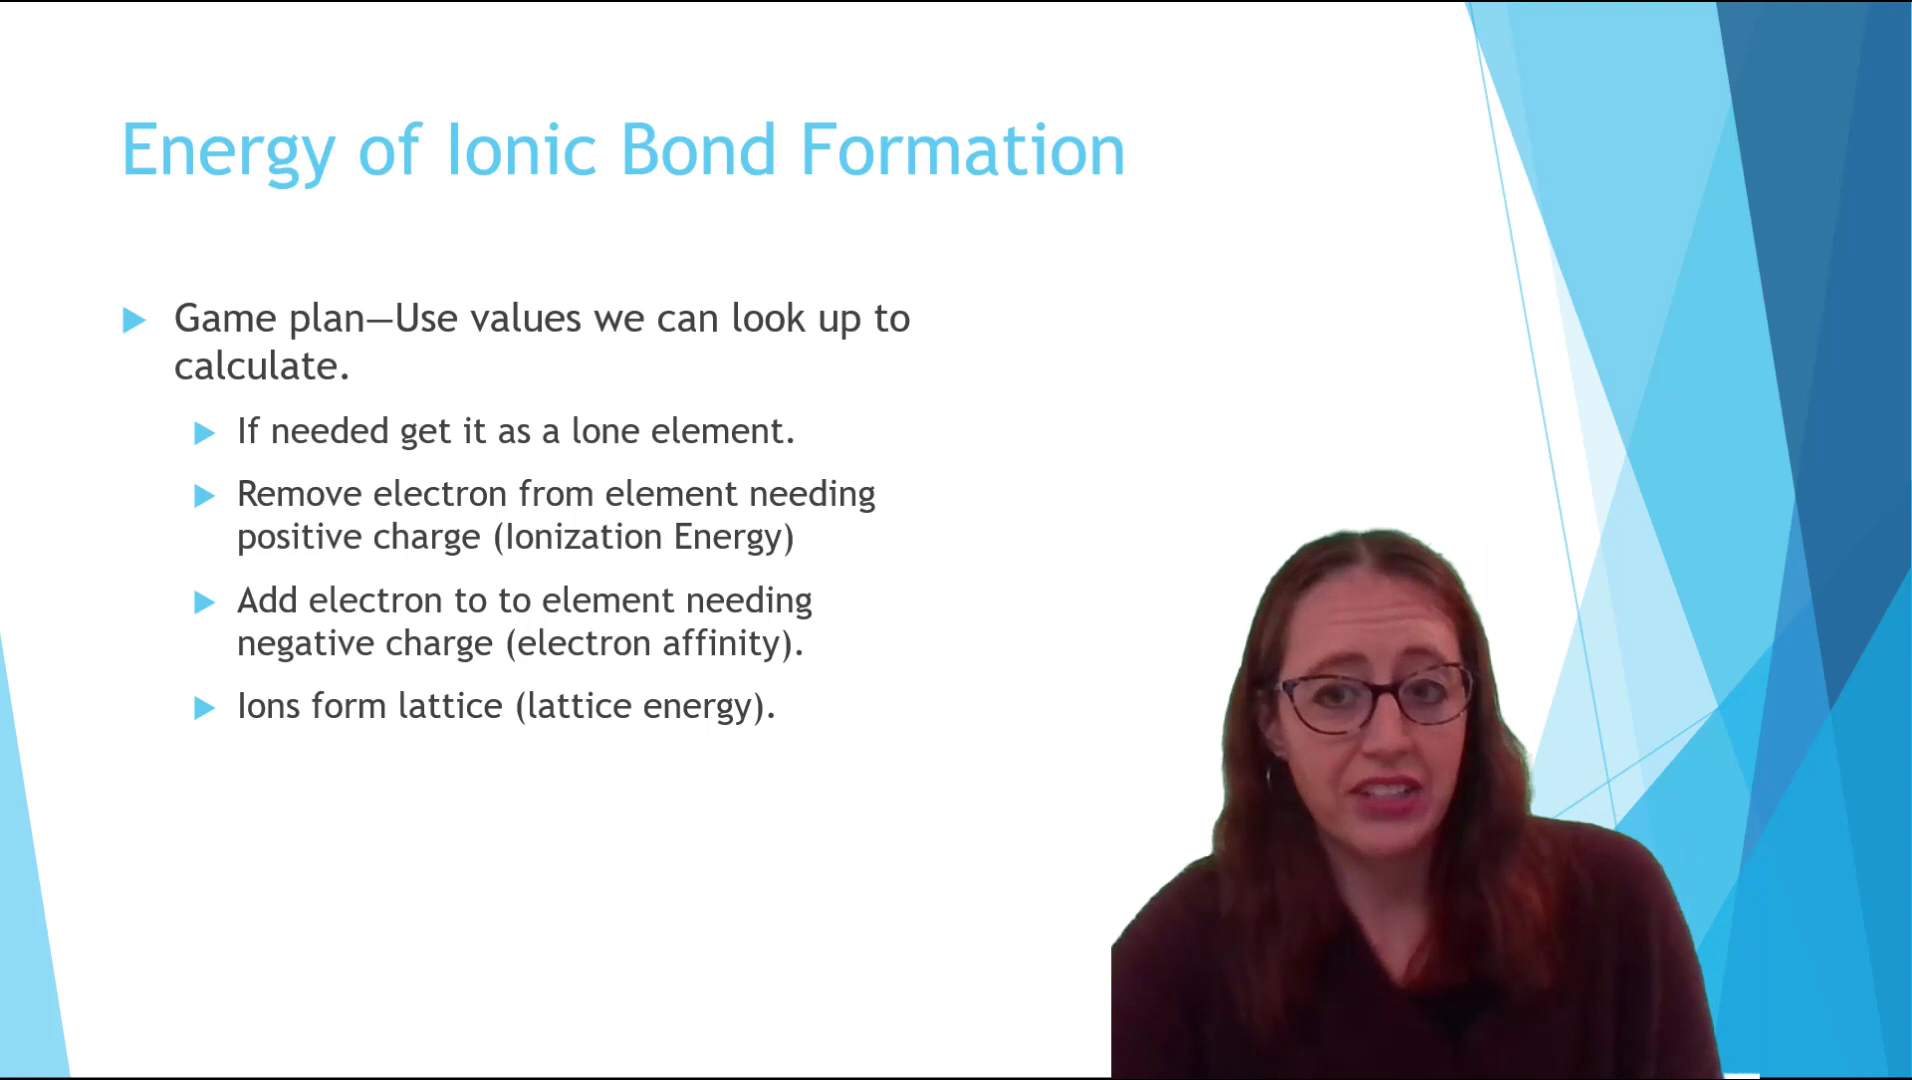 Energy of Ionic Bond Formation
Game plan—Use values we can look up to
calculate.
If needed get it as a lone element.
Remove electron from element needing
positive charge (Ionization Energy)
Add electron to to element needing
negative charge (electron affinity).
Ions form lattice (lattice energy).